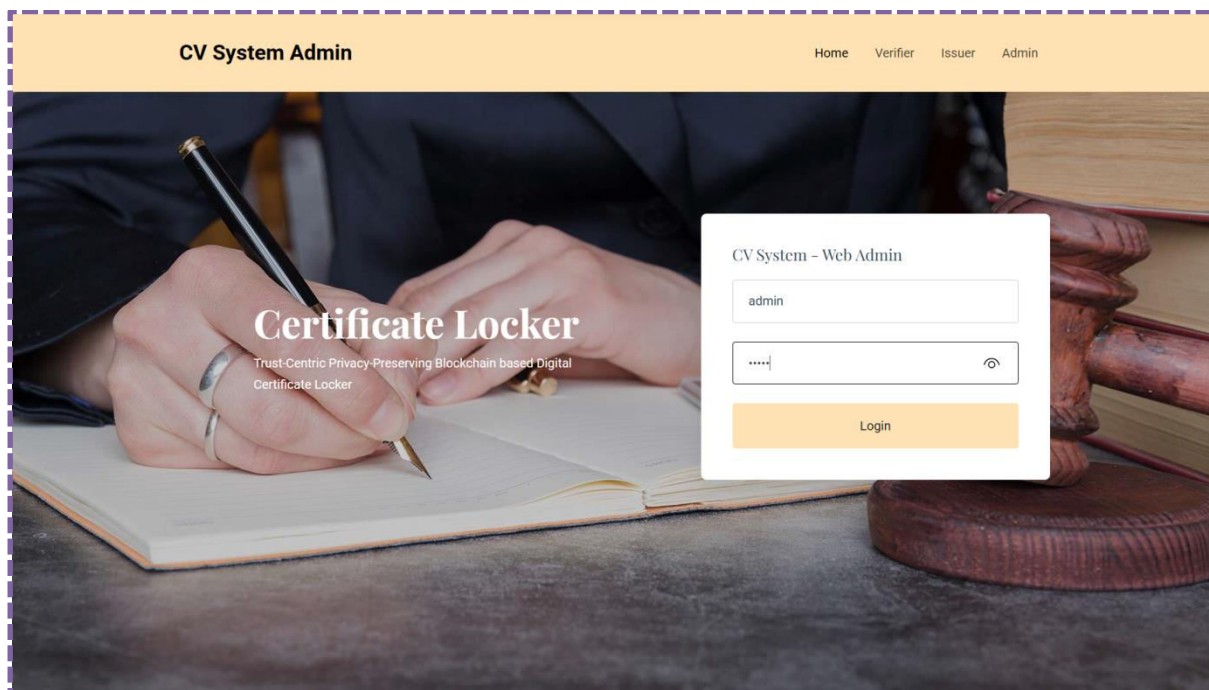 CV System Admin
Home Verifier Issuer Admin
CV System - Web Admin
admin
•••••
Certificate Locker
Trust-Centric Privacy-Preserving Blockchain based Digital
Certificate Locker
Login